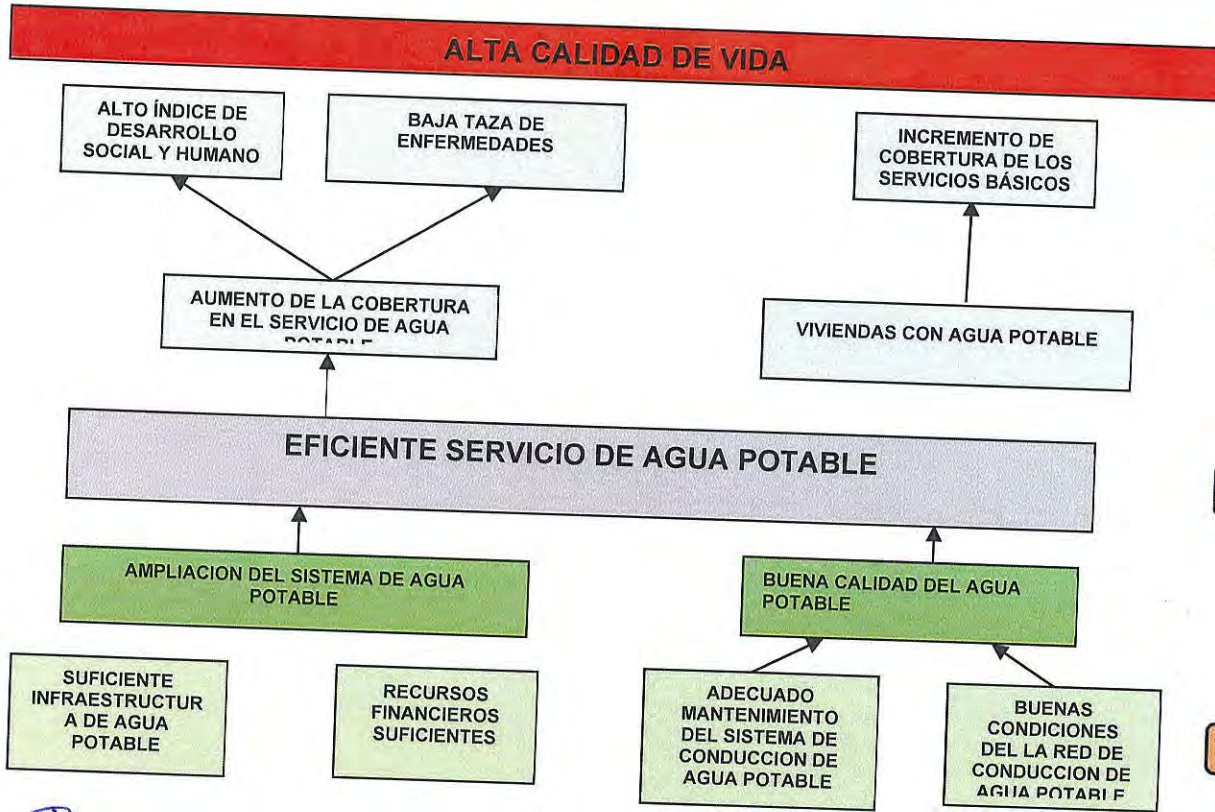 ALTA CALIDAD DE VIDA
ALTO ÍNDICE DE
DESARROLLO
SOCIAL Y HUMANO
BAJA TAZA DE
ENFERMEDADES
INCREMENTO DE
COBERTURA DE LOS
SERVICIOS BÁSICOS
AUMENTO DE LA COBERTURA
EN EL SERVICIO DE AGUA
POTABLE
VIVIENDAS CON AGUA POTABLE
EFICIENTE SERVICIO DE AGUA POTABLE
AMPLIACION DEL SISTEMA DE AGUA
POTABLE
BUENA CALIDAD DEL AGUA
POTABLE
SUFICIENTE
INFRAESTRUCTUR
A DE AGUA
POTABLE
RECURSOS
FINANCIEROS
SUFICIENTES
ADECUADO
MANTENIMIENTO
DEL SISTEMA DE
CONDUCCION DE
AGUA POTABLE
BUENAS
CONDICIONES
DEL LA RED DE
CONDUCCION DE
AGUA POTABLE